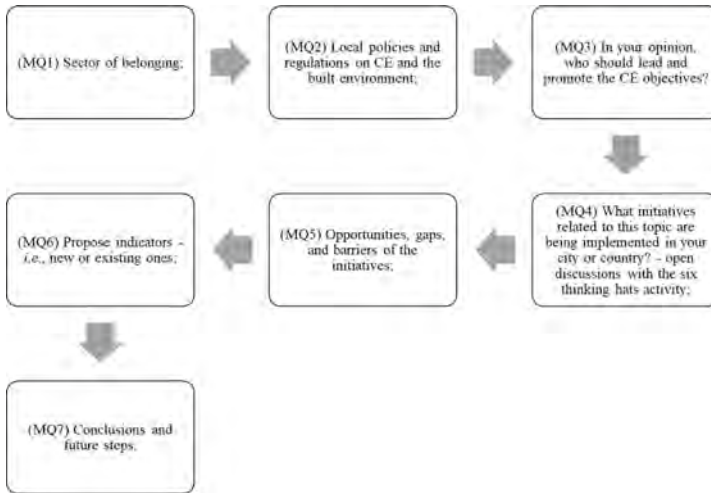 (MQ1) Sector of belonging;
(MQ2) Local policies and
regulations on CE and the
built environment;
(MQ3) In your opinion,
who should lead and
promote the CE objectives?
(MQ4) What initiatives
related to this topic are
being implemented in your
city or country? - open
discussions with the six
thinking hats activity;
(MQ5) Opportunities, gaps,
and barriers of the
initiatives;
(MQ6) Propose indicators -
i.e., new or existing ones;
(MQ7) Conclusions and
future steps.